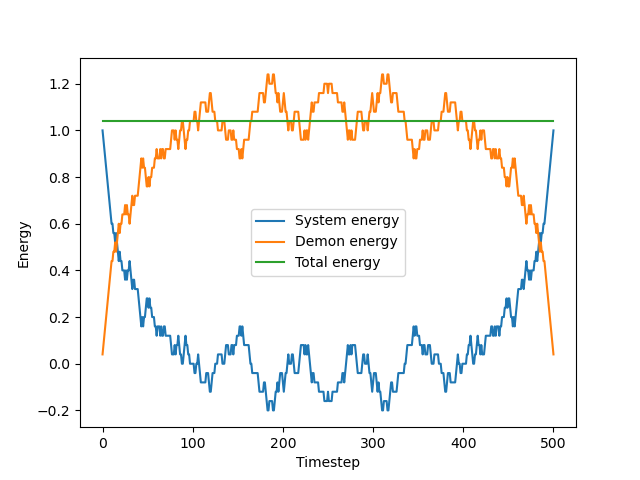 1.2
1.0
0.8
0.6
0.4
0.2
0.0
−0.2
Energy
System energy
Demon energy
Total energy
0 100 200 300 400 500
Timestep